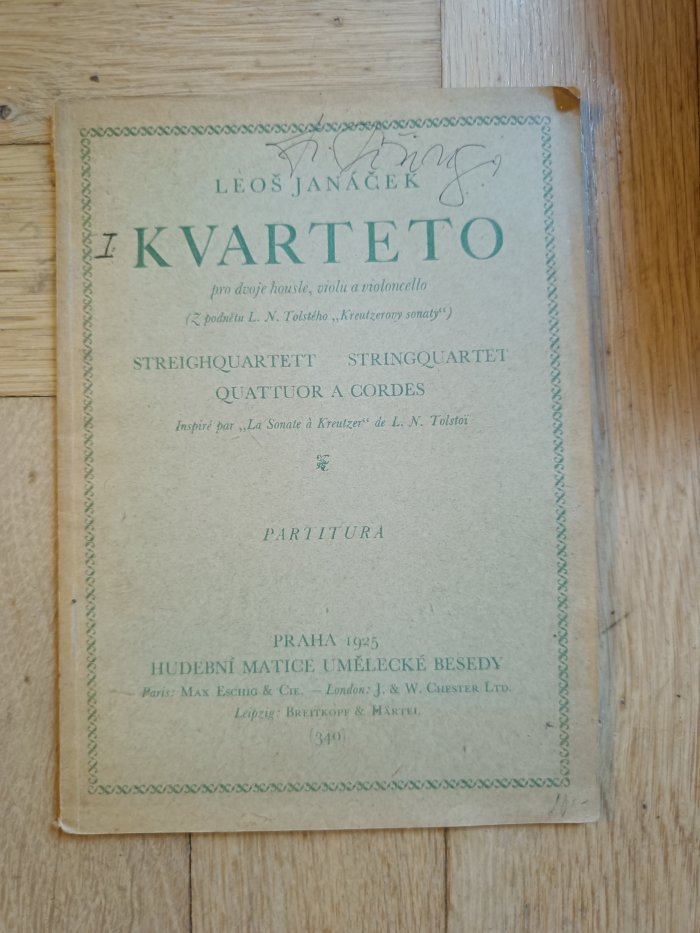 LEOŠ JANÁČEK
I. KVARTETO
pro dvoje housle, violu a violoncello
(Z podnětu L. N. Tolstého „Kreutzerovy sonaty“)
STREIGHQUARTETT STRINGQUARTET
QUATTUOR A CORDES
Inspiré par „La Sonate à Kreutzer“ de L. N. Tolstoï
PARTITURA
PRAHA 1925
HUDEBNÍ MATICE UMĚLECKÉ BESEDY
Paris: MAX ESCHIG & CIE. — London: J. & W. CHESTER LTD.
Leipzig: BREITKOPF & HÄRTEL
(340)